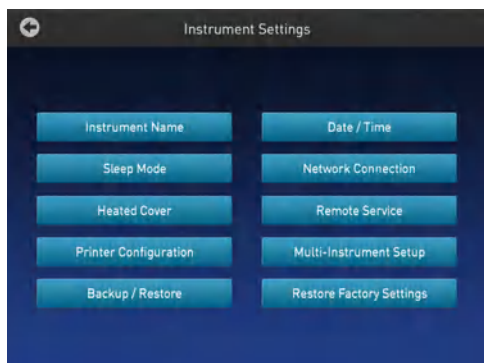 Instrument Settings
Instrument Name
Date / Time
Sleep Mode
Network Connection
Heated Cover
Remote Service
Printer Configuration
Multi-Instrument Setup
Backup / Restore
Restore Factory Settings